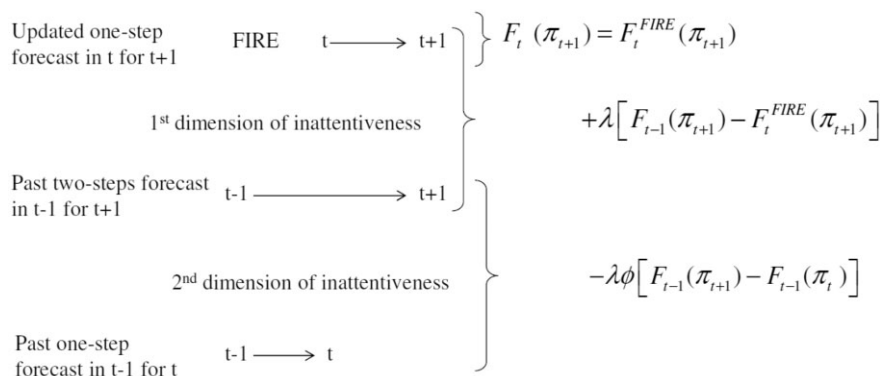 Updated one-step
forecast in t for t+1
FIRE t ⟶ t+1
F_t (π_{t+1}) = F_t^{FIRE}(π_{t+1})
1st dimension of inattentiveness
+λ[F_{t-1}(π_{t+1}) − F_t^{FIRE}(π_{t+1})]
Past two-steps forecast
in t-1 for t+1
t-1 ⟶ t+1
2nd dimension of inattentiveness
−λϕ[F_{t-1}(π_{t+1}) − F_{t-1}(π_t)]
Past one-step
forecast in t-1 for t
t-1 ⟶ t